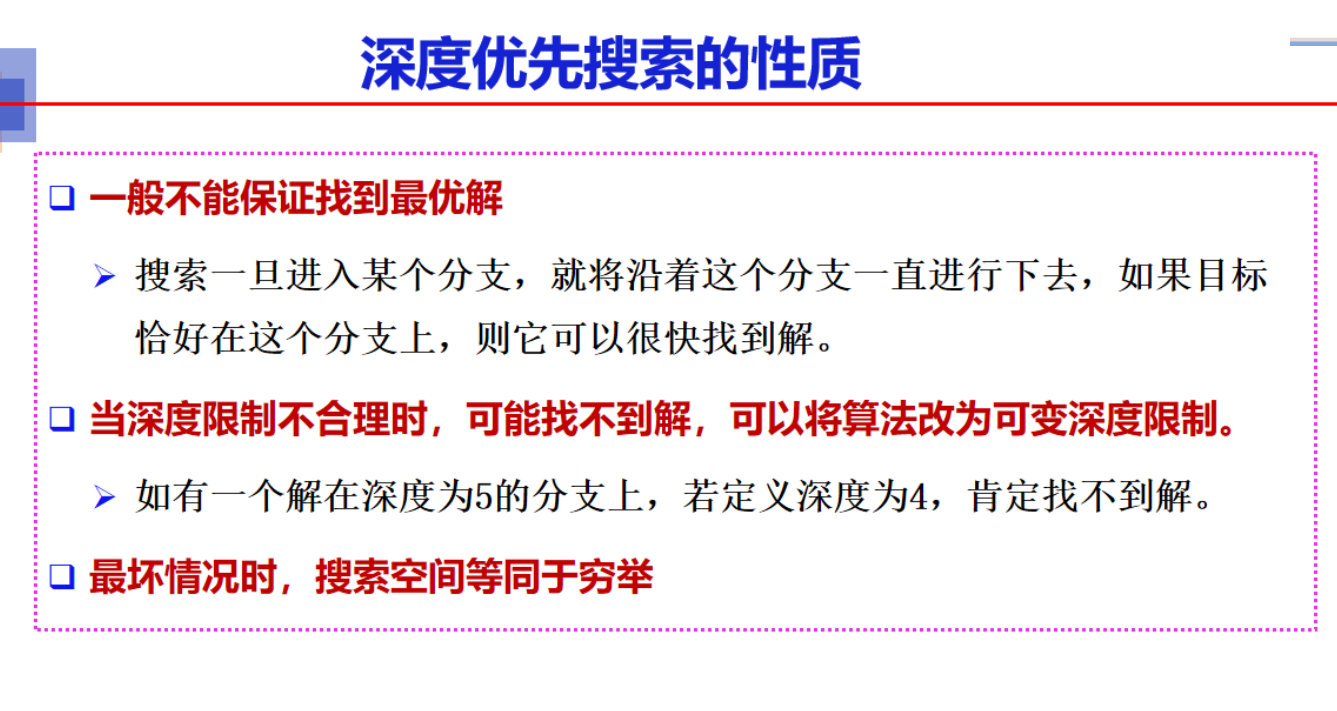 深度优先搜索的性质
一般不能保证找到最优解
搜索一旦进入某个分支，就将沿着这个分支一直进行下去，如果目标
恰好在这个分支上，则它可以很快找到解。
当深度限制不合理时，可能找不到解，可以将算法改为可变深度限制。
如有一个解在深度为5的分支上，若定义深度为4，肯定找不到解。
最坏情况时，搜索空间等同于穷举